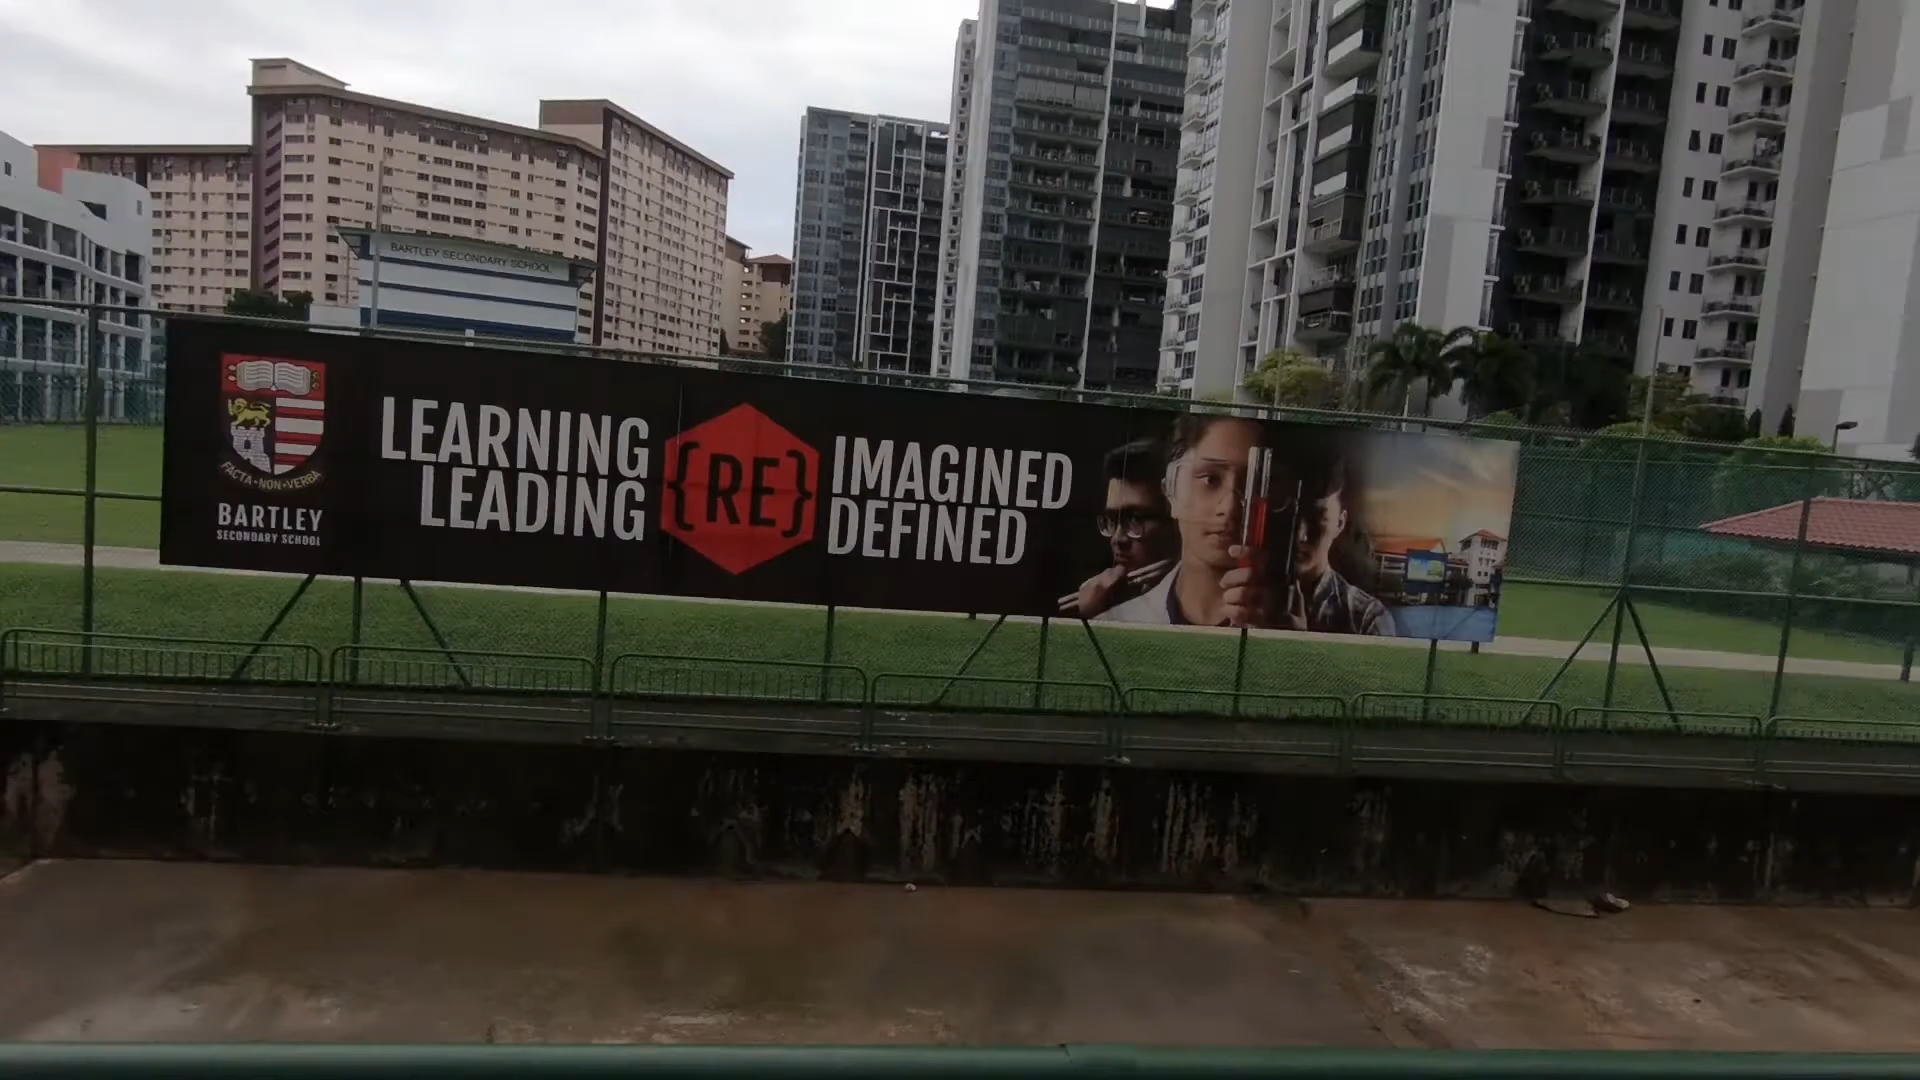 BARTLEY SECONDARY SCHOOL
FACTA·NON·VERBA
BARTLEY
SECONDARY SCHOOL
LEARNING {RE} IMAGINED
LEADING DEFINED